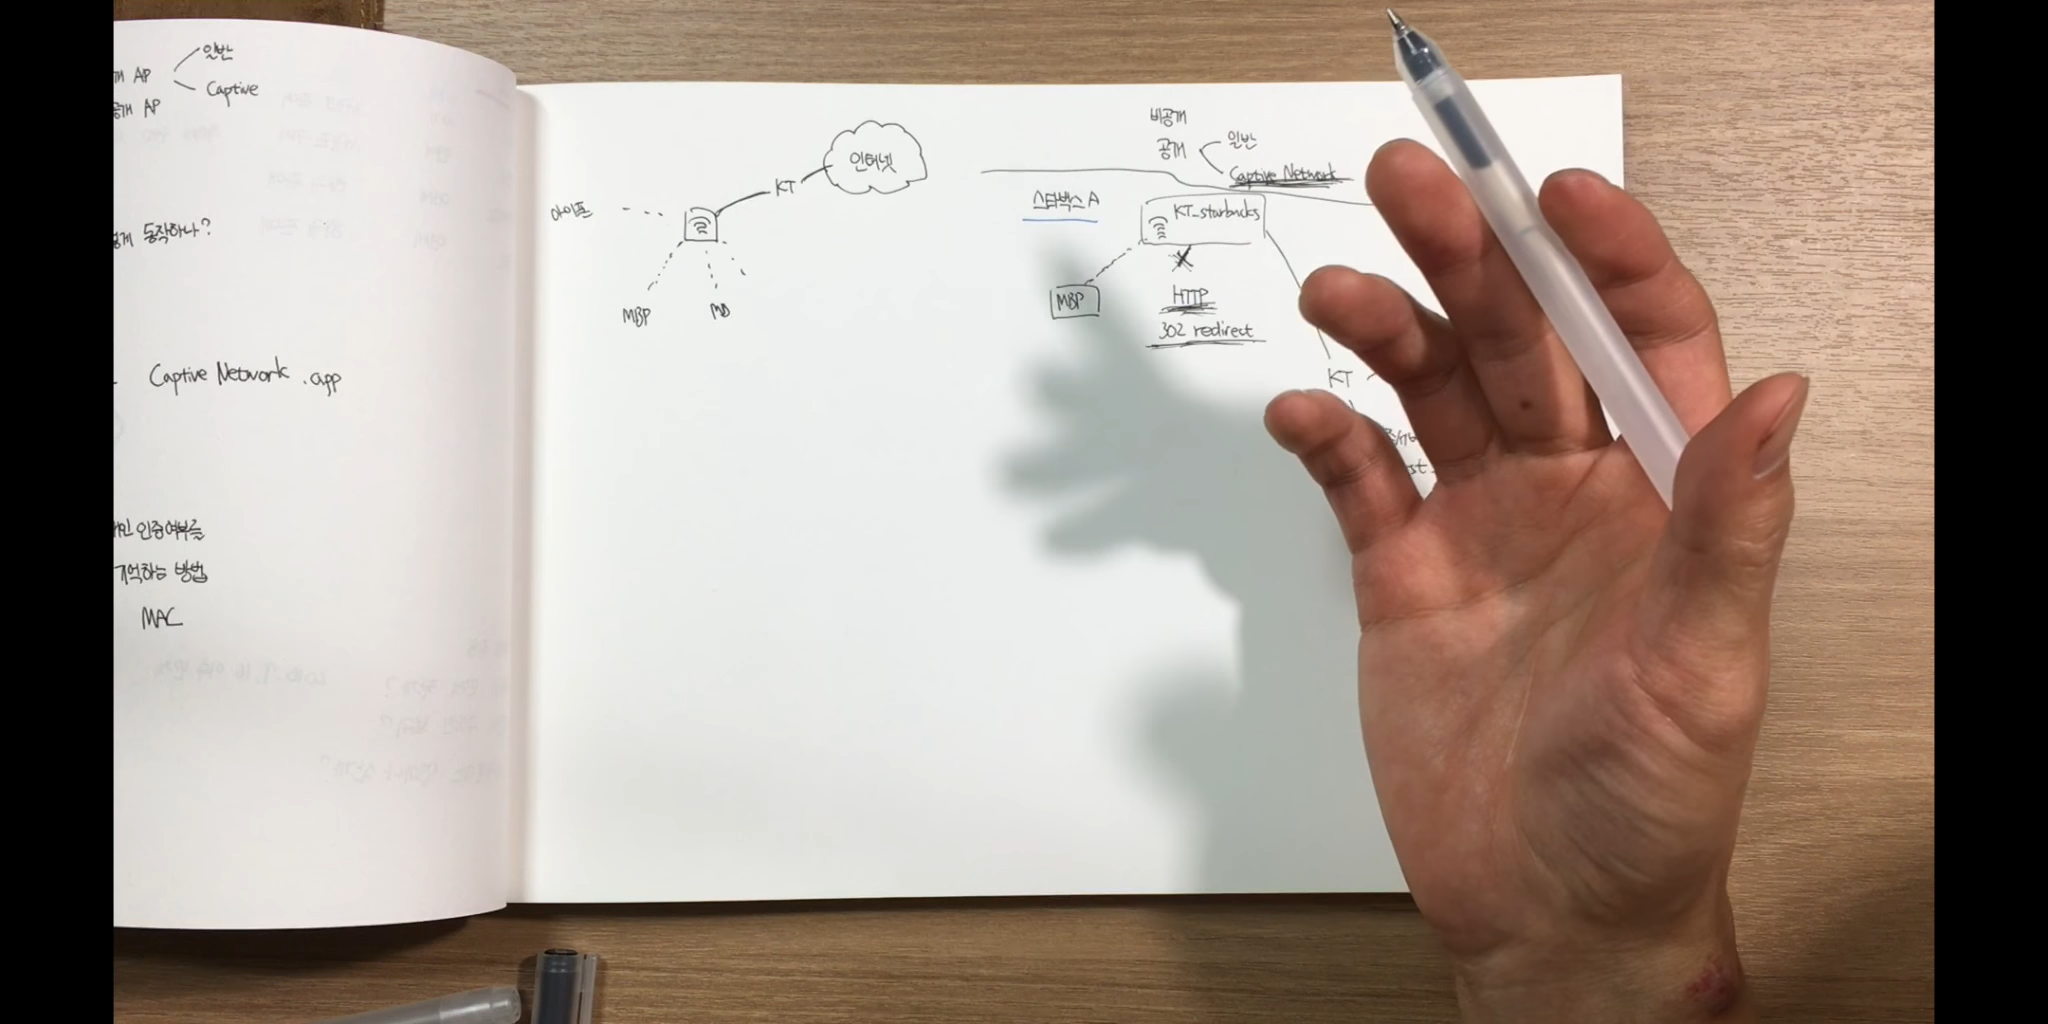 일반
개 AP
Captive
공개 AP
동작하나?
Captive Network .app
인증여부를
기억하는 방법
MAC
인터넷
KT
아이폰
MBP
MB
비공개
공개
일반
Captive Network
스타벅스 A
KT_starbucks
MBP
HTTP
302 redirect
KT